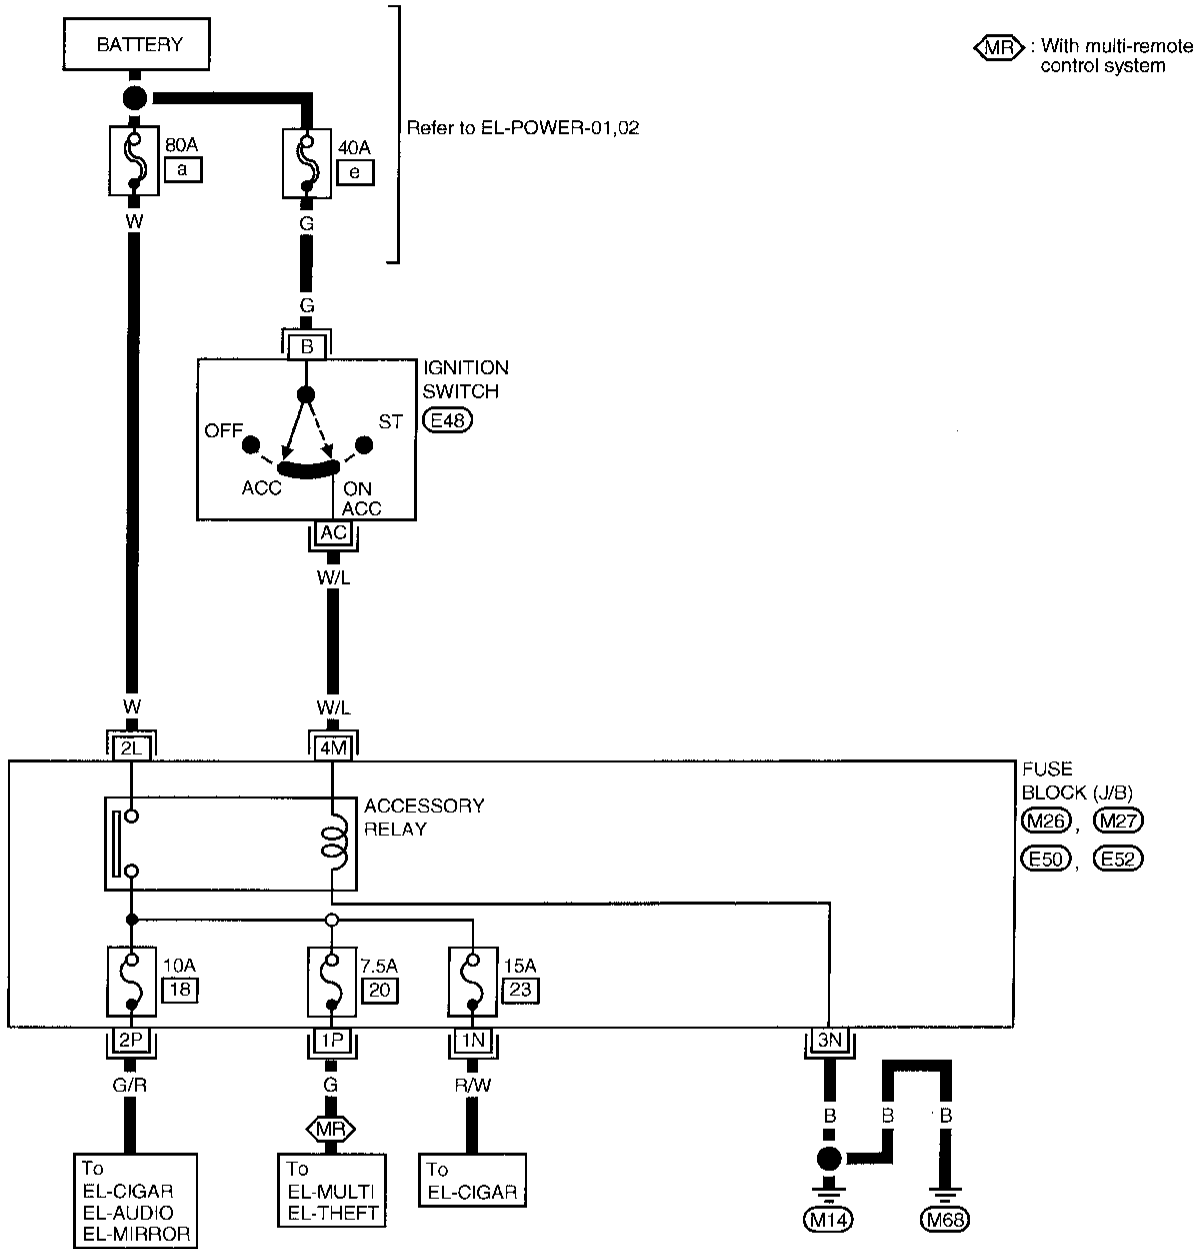 BATTERY
MR : With multi-remote
control system
Refer to EL-POWER-01,02
80A
a
40A
e
W
G
G
B
IGNITION
SWITCH
E48
OFF
ST
ACC
ON
ACC
AC
W/L
W
W/L
2L
4M
FUSE
BLOCK (J/B)
M26 , M27
E50 , E52
ACCESSORY
RELAY
10A
18
7.5A
20
15A
23
2P
1P
1N
3N
G/R
G
R/W
B
B
B
MR
To
EL-CIGAR
EL-AUDIO
EL-MIRROR
To
EL-MULTI
EL-THEFT
To
EL-CIGAR
M14
M68